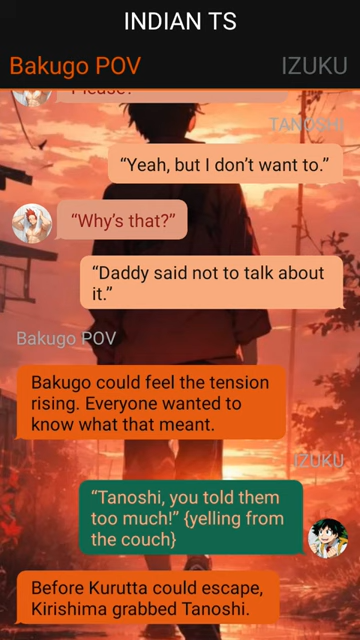 INDIAN TS
Bakugo POV
IZUKU
Please?
TANOSHI
“Yeah, but I don’t want to.”
“Why’s that?”
“Daddy said not to talk about
it.”
Bakugo POV
Bakugo could feel the tension
rising. Everyone wanted to
know what that meant.
IZUKU
“Tanoshi, you told them
too much!” {yelling from
the couch}
Before Kurutta could escape,
Kirishima grabbed Tanoshi.